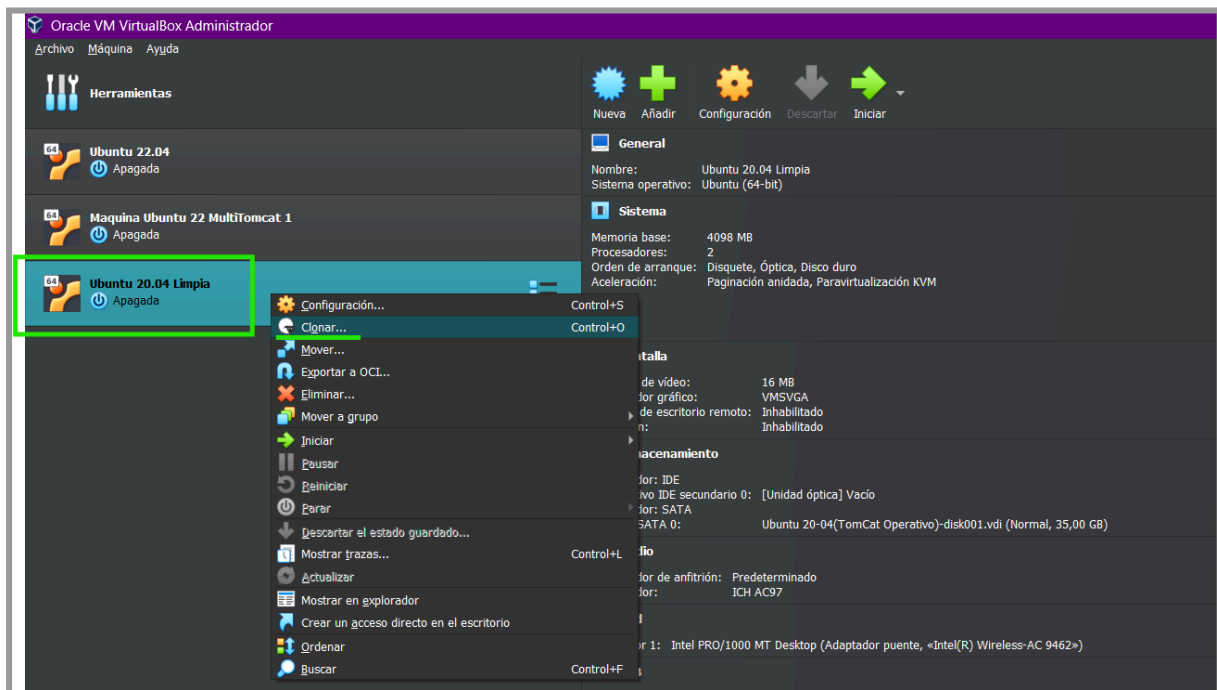 Oracle VM VirtualBox Administrador
Archivo Máquina Ayuda
Herramientas
Nueva Añadir Configuración Descartar Iniciar
64 Ubuntu 22.04
Apagada
64 Maquina Ubuntu 22 MultiTomcat 1
Apagada
64 Ubuntu 20.04 Limpia
Apagada
Configuración... Control+S
Clonar... Control+O
Mover...
Exportar a OCI...
Eliminar...
Mover a grupo
Iniciar
Pausar
Reiniciar
Parar
Descartar el estado guardado...
Mostrar trazas... Control+L
Actualizar
Mostrar en explorador
Crear un acceso directo en el escritorio
Ordenar
Buscar Control+F
General
Nombre: Ubuntu 20.04 Limpia
Sistema operativo: Ubuntu (64-bit)
Sistema
Memoria base: 4098 MB
Procesadores: 2
Orden de arranque: Disquete, Óptica, Disco duro
Aceleración: Paginación anidada, Paravirtualización KVM
talla
de vídeo: 16 MB
dor gráfico: VMSVGA
de escritorio remoto: Inhabilitado
n: Inhabilitado
acenamiento
dor: IDE
ivo IDE secundario 0: [Unidad óptica] Vacío
dor: SATA
SATA 0: Ubuntu 20-04(TomCat Operativo)-disk001.vdi (Normal, 35,00 GB)
dio
dor de anfitrión: Predeterminado
dor: ICH AC97
or 1: Intel PRO/1000 MT Desktop (Adaptador puente, «Intel(R) Wireless-AC 9462»)